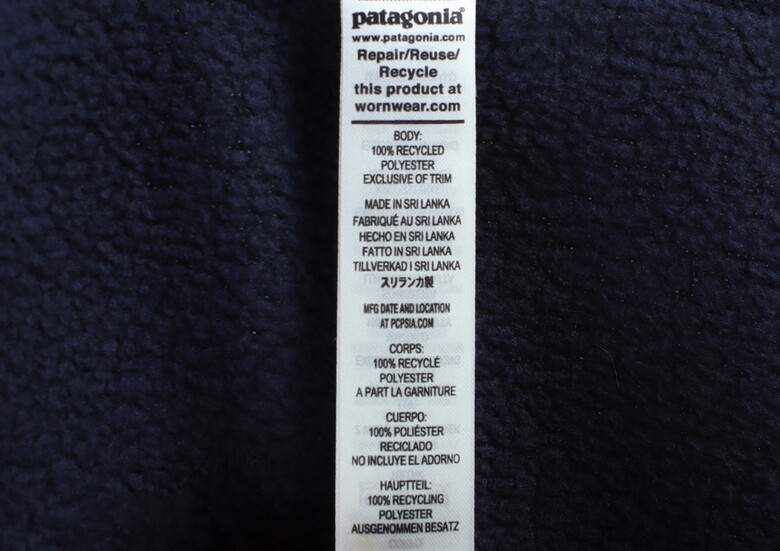 patagonia®
www.patagonia.com
Repair/Reuse/
Recycle
this product at
wornwear.com
BODY:
100% RECYCLED
POLYESTER
EXCLUSIVE OF TRIM
MADE IN SRI LANKA
FABRIQUÉ AU SRI LANKA
HECHO EN SRI LANKA
FATTO IN SRI LANKA
TILLVERKAD I SRI LANKA
スリランカ製
MFG DATE AND LOCATION
AT PCPSIA.COM
CORPS:
100% RECYCLÉ
POLYESTER
A PART LA GARNITURE
CUERPO:
100% POLIÉSTER
RECICLADO
NO INCLUYE EL ADORNO
HAUPTTEIL:
100% RECYCLING
POLYESTER
AUSGENOMMEN BESATZ